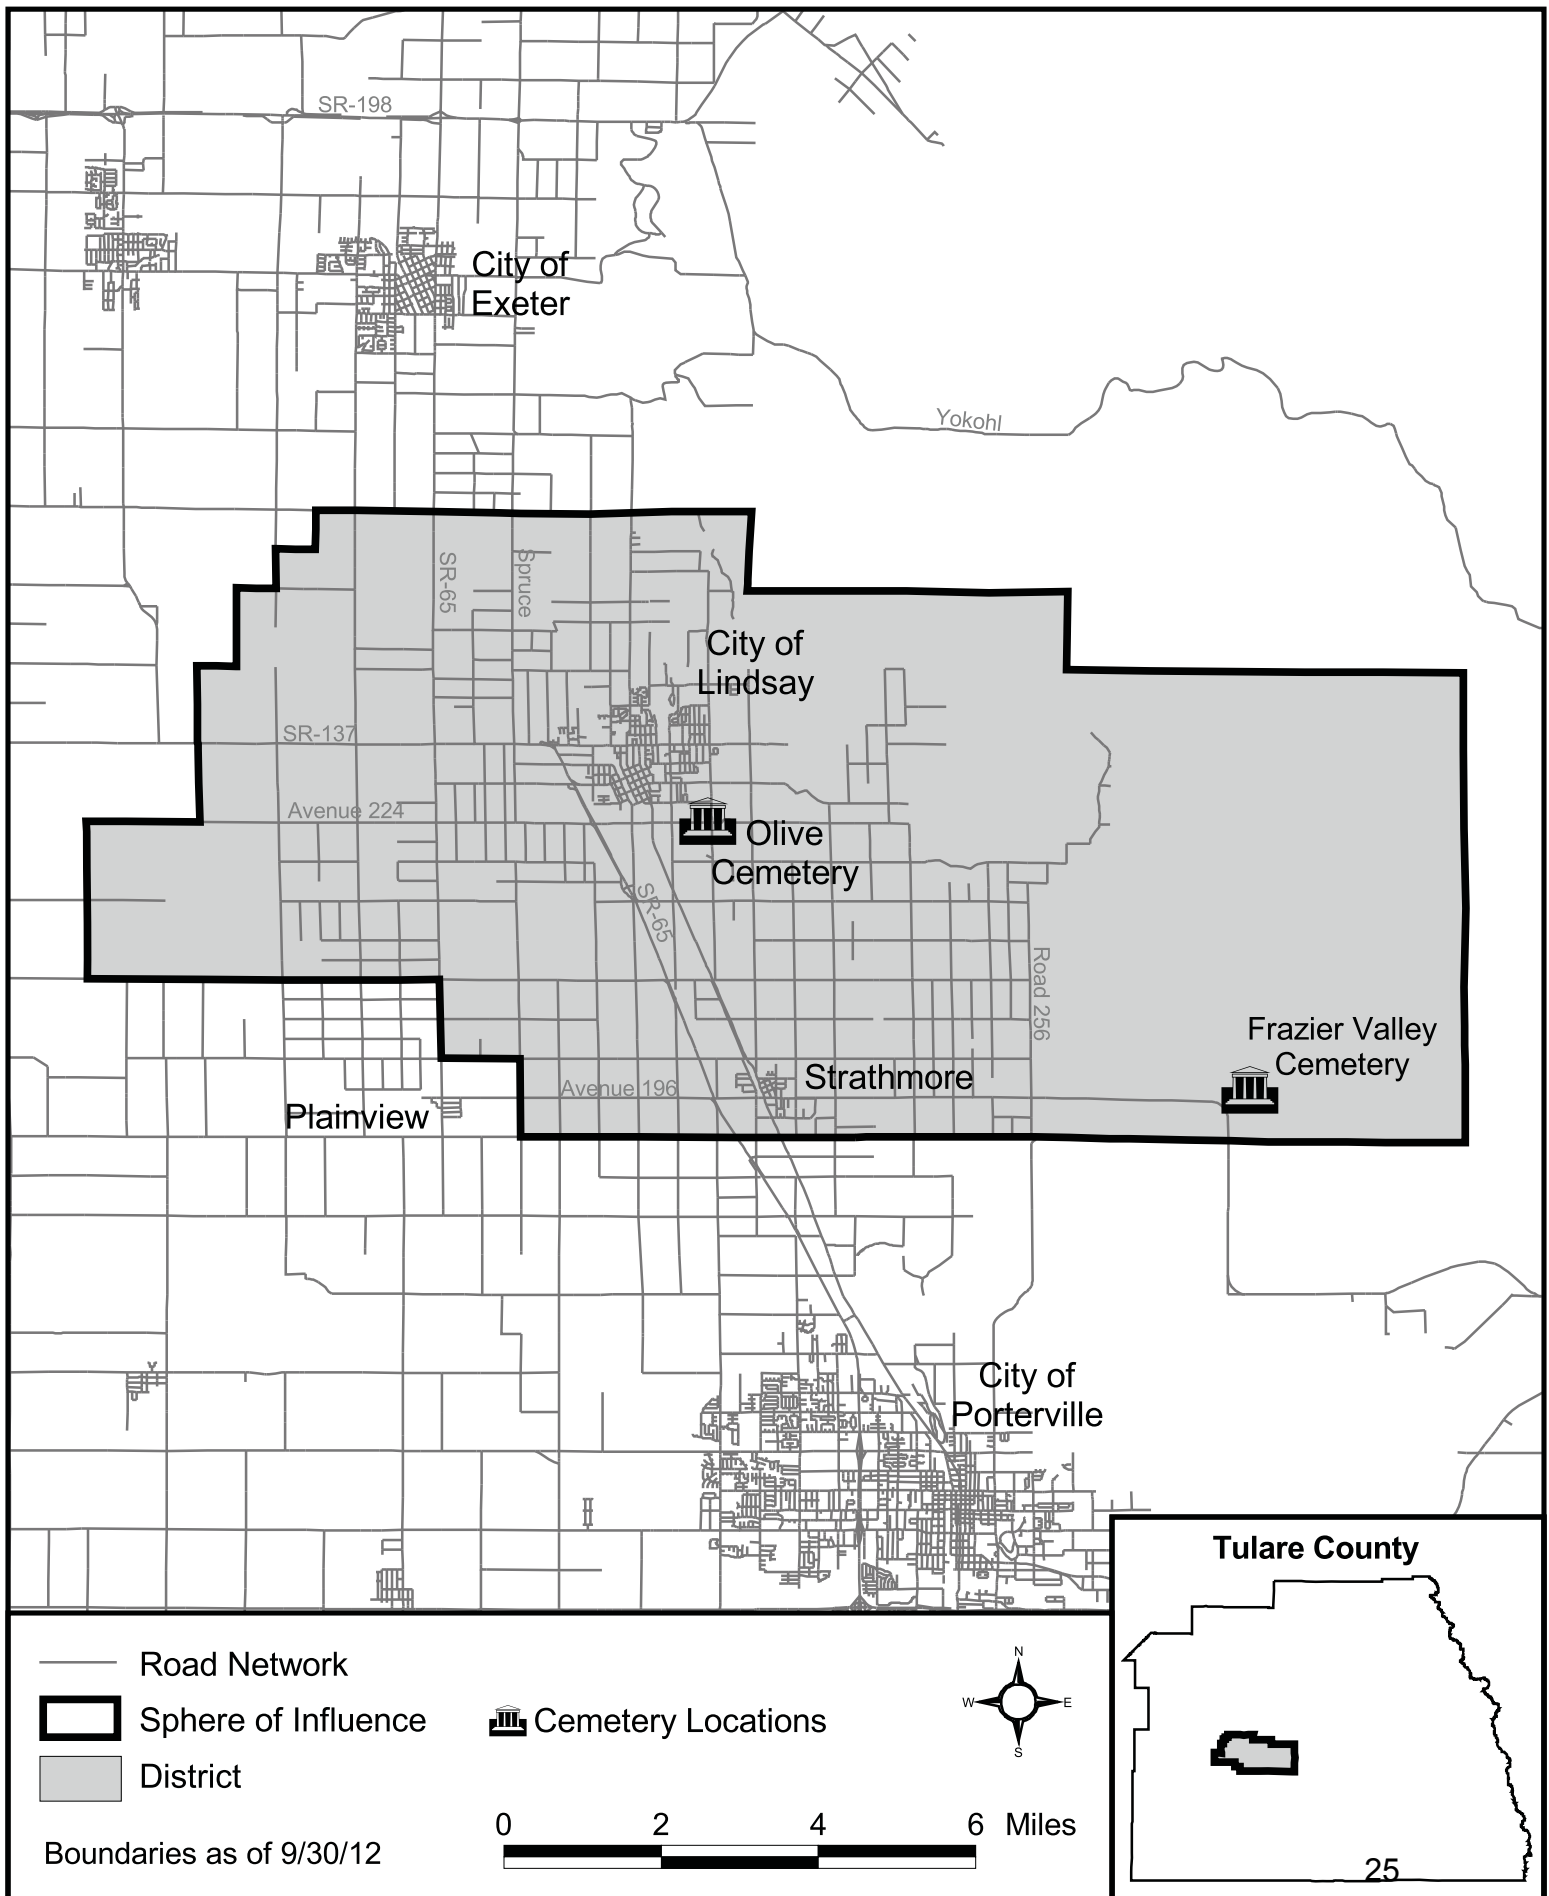 SR-198
City of
Exeter
Yokohl
SR-65
Spruce
City of
Lindsay
SR-137
Avenue 224
Olive
Cemetery
SR-65
Road 256
Frazier Valley
Cemetery
Strathmore
Avenue 196
Plainview
City of
Porterville
Tulare County
25
Road Network
Sphere of Influence
District
Cemetery Locations
N
W
E
S
0 2 4 6 Miles
Boundaries as of 9/30/12